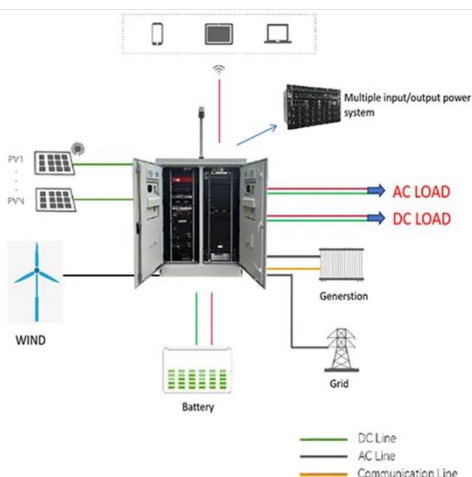 Multiple input/output power
system
PV1
PVN
AC LOAD
DC LOAD
WIND
Generstion
Grid
Battery
DC Line
AC Line
Communication Line